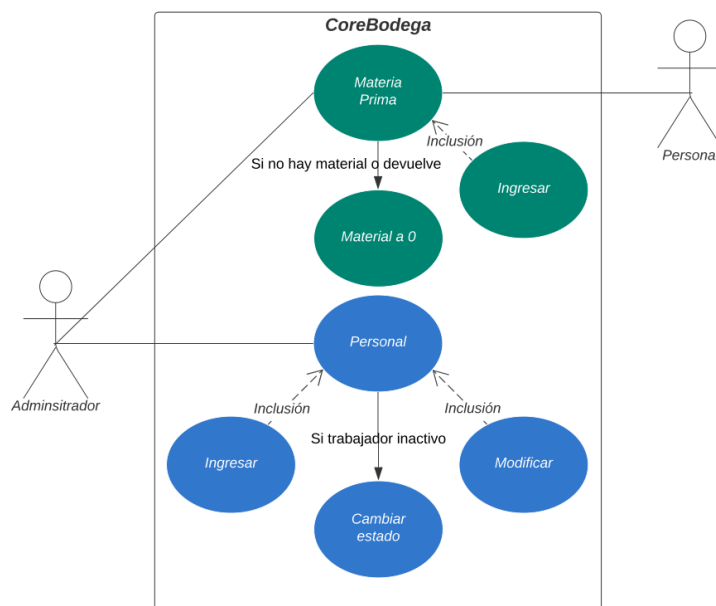 CoreBodega
Materia
Prima
Inclusión
Persona
Si no hay material o devuelve
Ingresar
Material a 0
Personal
Adminsitrador
Inclusión
Inclusión
Si trabajador inactivo
Ingresar
Modificar
Cambiar
estado